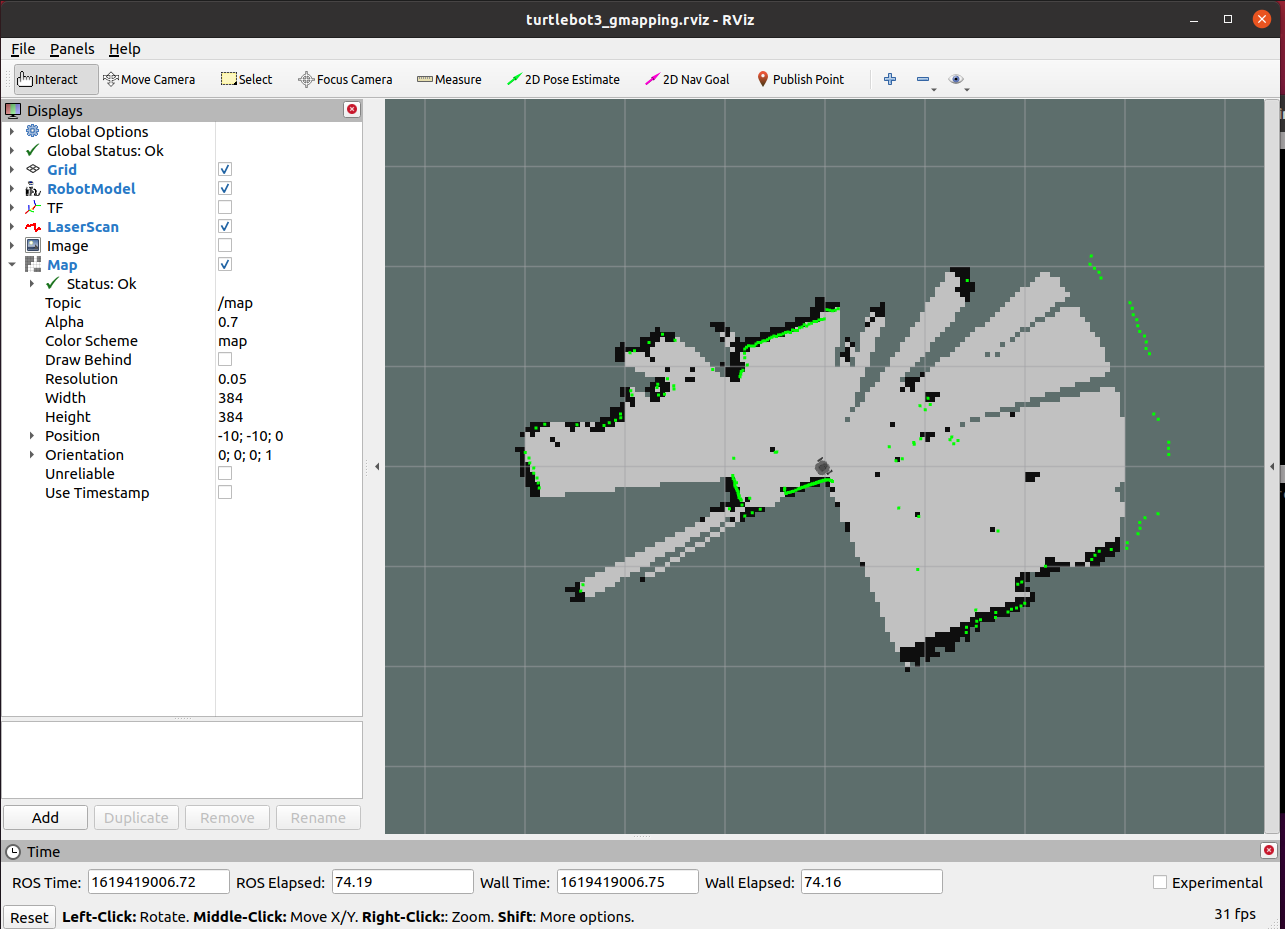 turtlebot3_gmapping.rviz - RViz
File Panels Help
Interact Move Camera Select Focus Camera Measure 2D Pose Estimate 2D Nav Goal Publish Point
Displays
Global Options
Global Status: Ok
Grid
RobotModel
TF
LaserScan
Image
Map
Status: Ok
Topic /map
Alpha 0.7
Color Scheme map
Draw Behind
Resolution 0.05
Width 384
Height 384
Position -10; -10; 0
Orientation 0; 0; 0; 1
Unreliable
Use Timestamp
Add Duplicate Remove Rename
Time
ROS Time: 1619419006.72 ROS Elapsed: 74.19 Wall Time: 1619419006.75 Wall Elapsed: 74.16 Experimental
Reset Left-Click: Rotate. Middle-Click: Move X/Y. Right-Click:: Zoom. Shift: More options. 31 fps